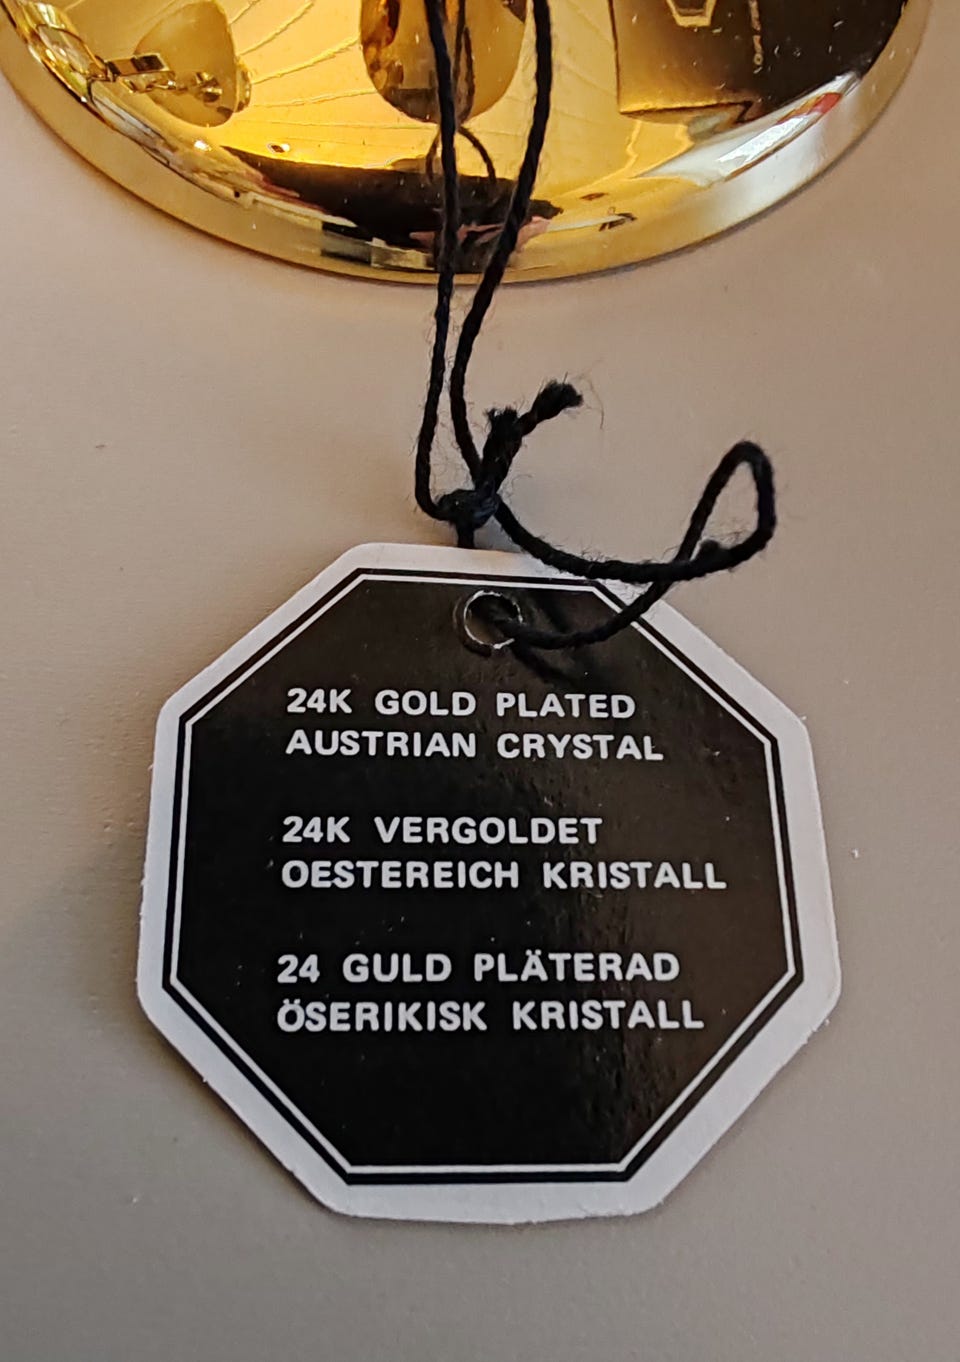 24K GOLD PLATED
AUSTRIAN CRYSTAL
24K VERGOLDET
OESTEREICH KRISTALL
24 GULD PLÄTERAD
ÖSERIKISK KRISTALL